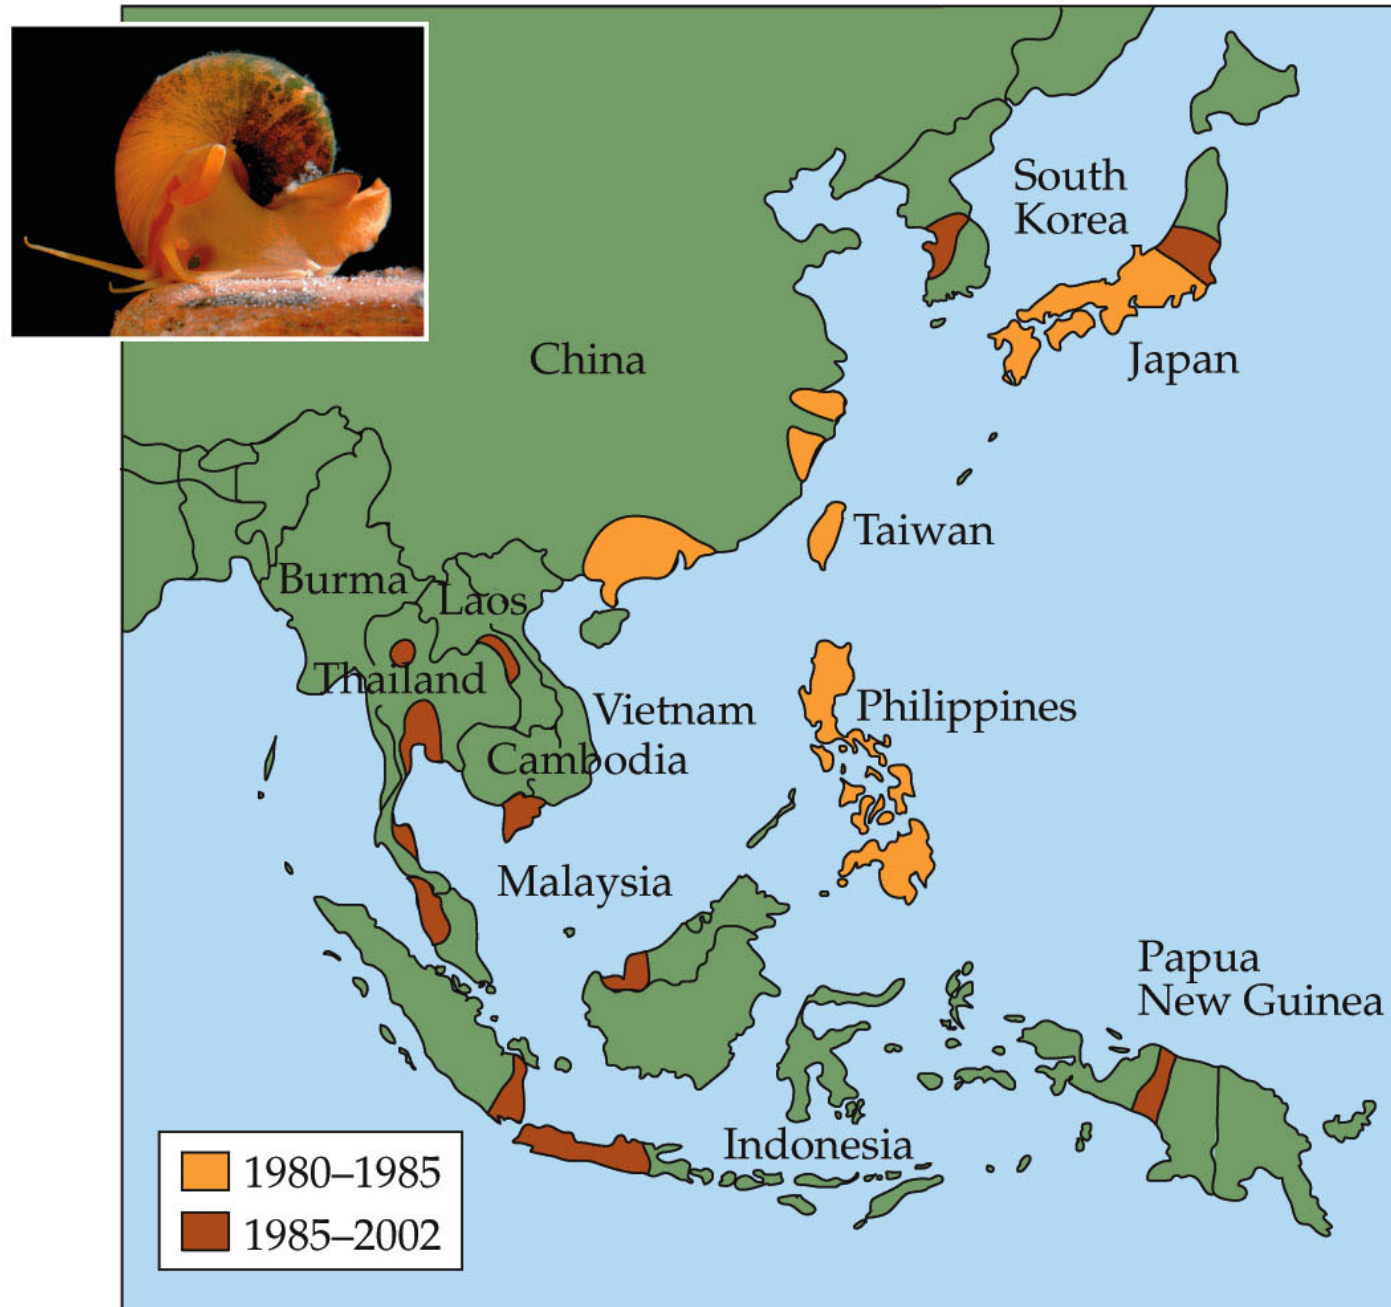 South
Korea
Japan
China
Taiwan
Burma
Laos
Thailand
Vietnam
Philippines
Cambodia
Malaysia
Papua
New Guinea
Indonesia
1980–1985
1985–2002